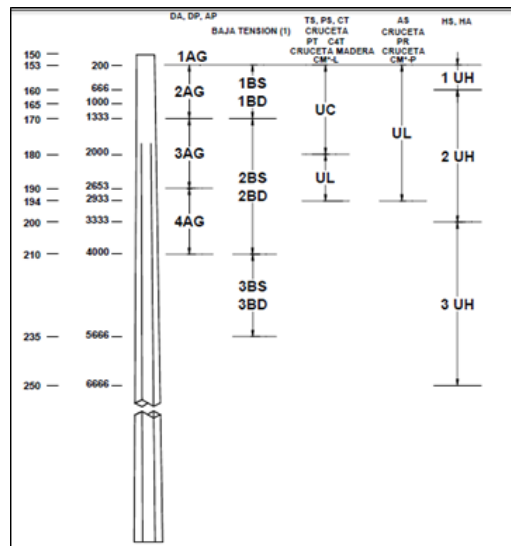 DA, DP, AP
BAJA TENSION (1)
TS, PS, CT
CRUCETA
PT C4T
CRUCETA MADERA
CM*-L
AS
CRUCETA
PR
CRUCETA
CM*-P
HS, HA
150
153
160
165
170
180
190
194
200
210
235
250
200
666
1000
1333
2000
2653
2933
3333
4000
5666
6666
1AG
2AG
3AG
4AG
1BS
1BD
2BS
2BD
3BS
3BD
UC
UL
UL
1 UH
2 UH
3 UH